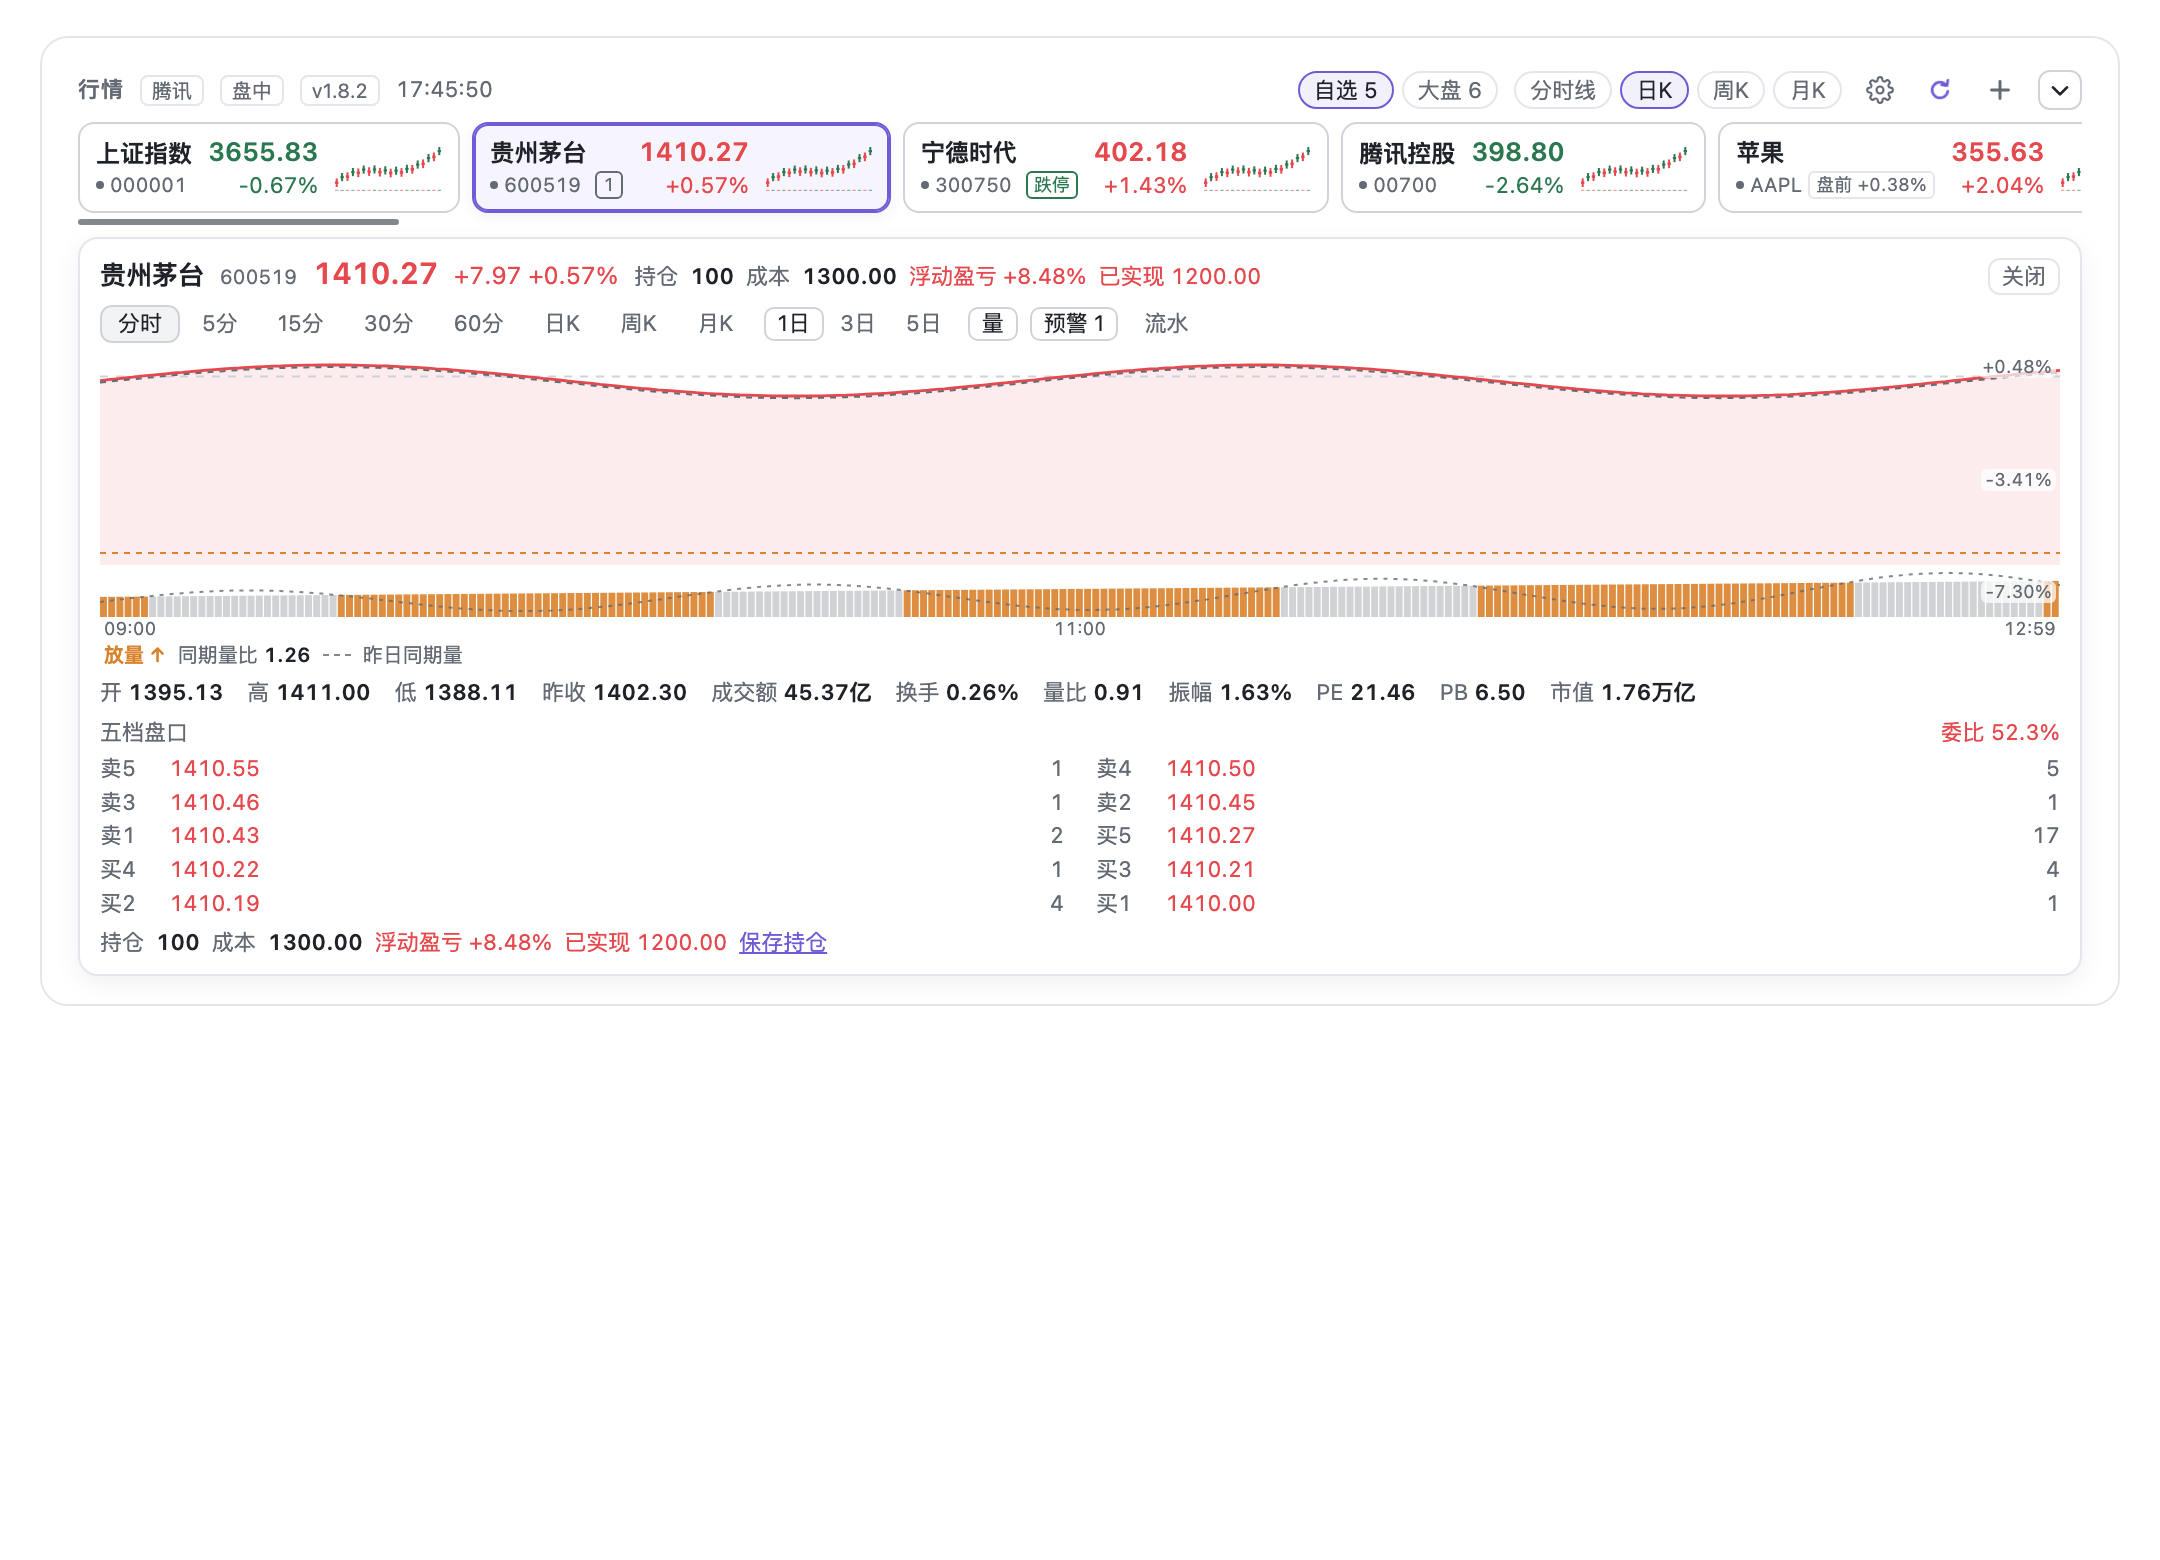 行情 腾讯 盘中 v1.8.2 17:45:50 自选 5 大盘 6 分时线 日K 周K 月K
上证指数 3655.83 贵州茅台 1410.27 宁德时代 402.18 腾讯控股 398.80 苹果 355.63
000001 -0.67% 600519 1 +0.57% 300750 跌停 +1.43% 00700 -2.64% AAPL 盘前 +0.38% +2.04%
贵州茅台 600519 1410.27 +7.97 +0.57% 持仓 100 成本 1300.00 浮动盈亏 +8.48% 已实现 1200.00 关闭
分时 5分 15分 30分 60分 日K 周K 月K 1日 3日 5日 量 预警 1 流水
+0.48%
-3.41%
-7.30%
09:00 11:00 12:59
放量 ↑ 同期量比 1.26 --- 昨日同期量
开 1395.13 高 1411.00 低 1388.11 昨收 1402.30 成交额 45.37亿 换手 0.26% 量比 0.91 振幅 1.63% PE 21.46 PB 6.50 市值 1.76万亿
五档盘口 委比 52.3%
卖5 1410.55 1 卖4 1410.50 5
卖3 1410.46 1 卖2 1410.45 1
卖1 1410.43 2 买5 1410.27 17
买4 1410.22 1 买3 1410.21 4
买2 1410.19 4 买1 1410.00 1
持仓 100 成本 1300.00 浮动盈亏 +8.48% 已实现 1200.00 保存持仓